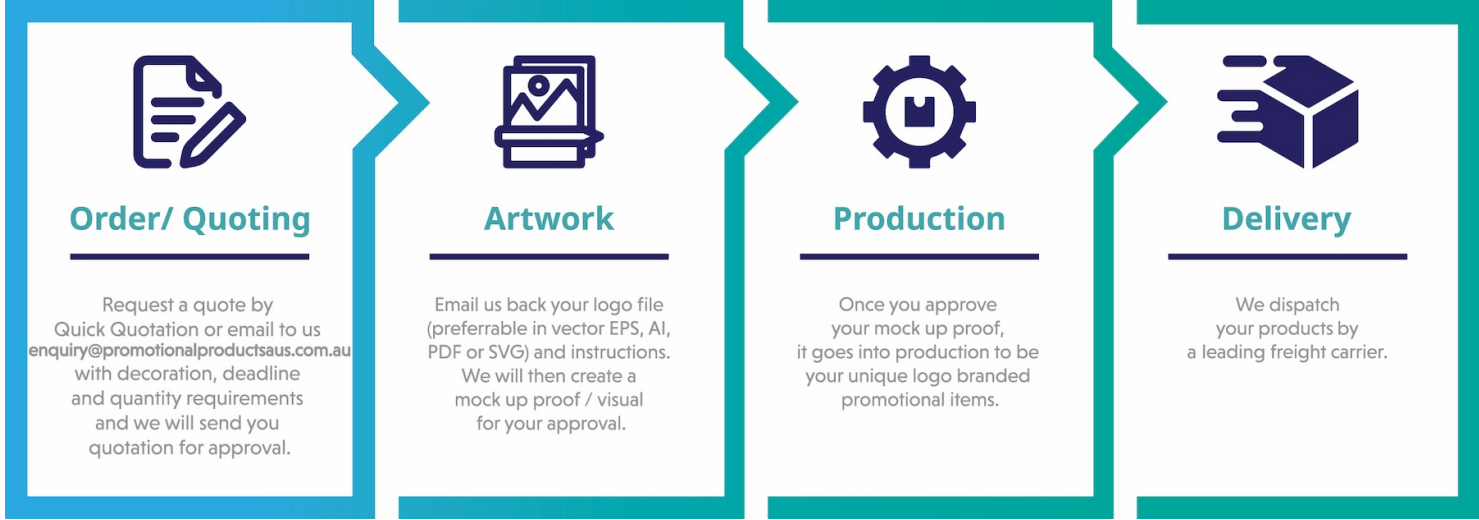 Order/ Quoting
Request a quote by
Quick Quotation or email to us
enquiry@promotionalproductsaus.com.au
with decoration, deadline
and quantity requirements
and we will send you
quotation for approval.
Artwork
Email us back your logo file
(preferrable in vector EPS, AI,
PDF or SVG) and instructions.
We will then create a
mock up proof / visual
for your approval.
Production
Once you approve
your mock up proof,
it goes into production to be
your unique logo branded
promotional items.
Delivery
We dispatch
your products by
a leading freight carrier.